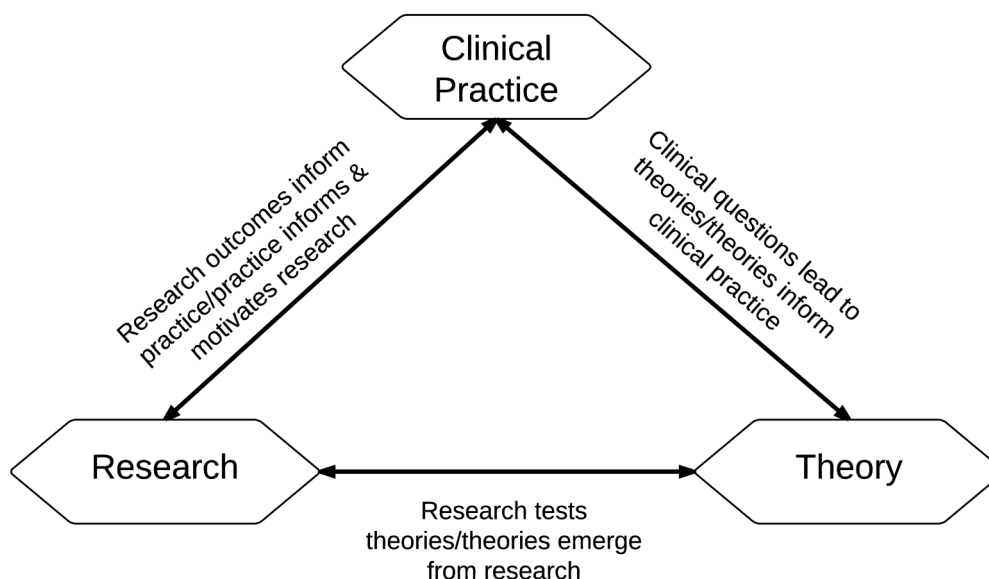 Clinical
Practice
Research outcomes inform
practice/practice informs &
motivates research
Clinical questions lead to
theories/theories inform
clinical practice
Research
Theory
Research tests
theories/theories emerge
from research